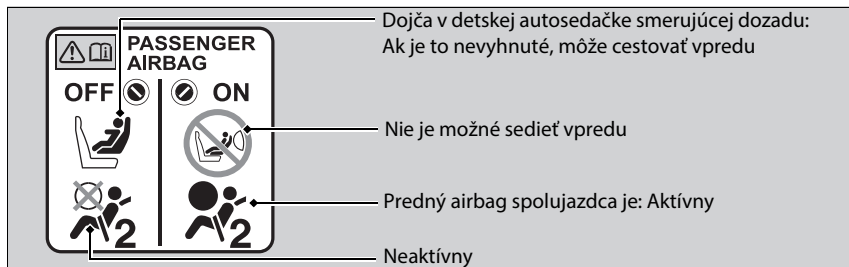 PASSENGER
AIRBAG
OFF ON
2 2
Dojča v detskej autosedačke smerujúcej dozadu:
Ak je to nevyhnuté, môže cestovať vpredu
Nie je možné sedieť vpredu
Predný airbag spolujazdca je: Aktívny
Neaktívny